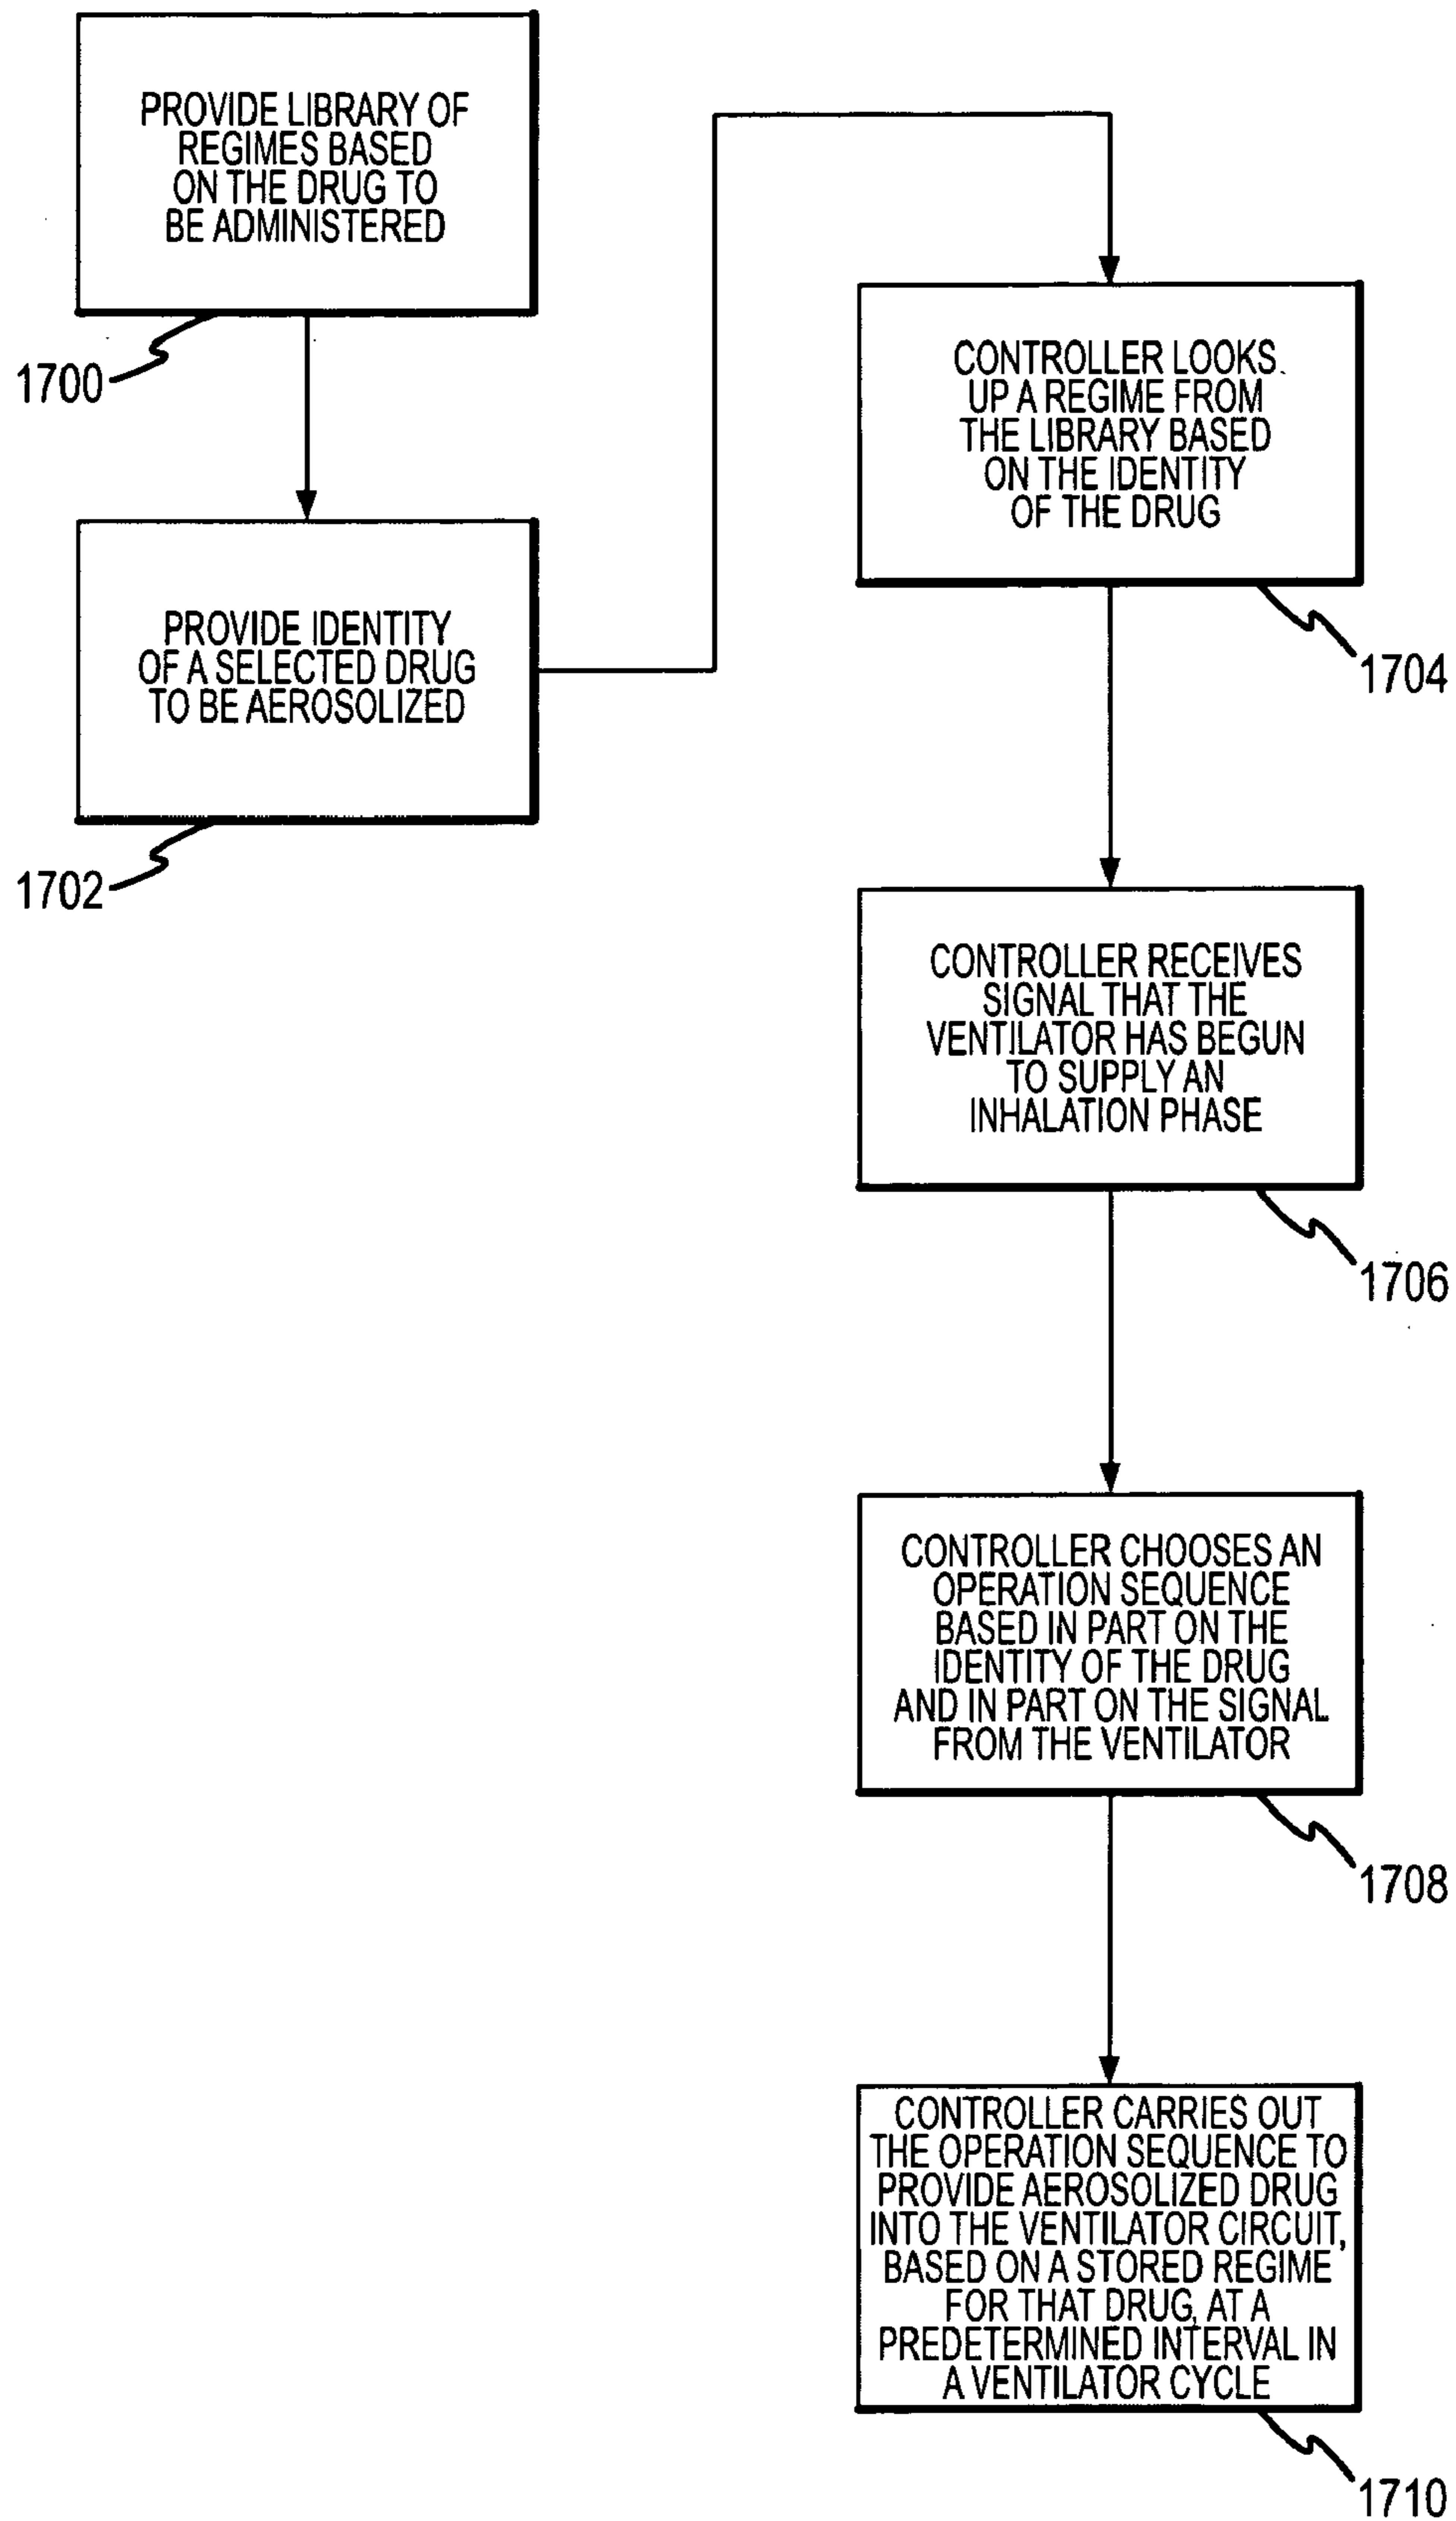 PROVIDE LIBRARY OF
REGIMES BASED
ON THE DRUG TO
BE ADMINISTERED
1700
PROVIDE IDENTITY
OF A SELECTED DRUG
TO BE AEROSOLIZED
1702
CONTROLLER LOOKS
UP A REGIME FROM
THE LIBRARY BASED
ON THE IDENTITY
OF THE DRUG
1704
CONTROLLER RECEIVES
SIGNAL THAT THE
VENTILATOR HAS BEGUN
TO SUPPLY AN
INHALATION PHASE
1706
CONTROLLER CHOOSES AN
OPERATION SEQUENCE
BASED IN PART ON THE
IDENTITY OF THE DRUG
AND IN PART ON THE SIGNAL
FROM THE VENTILATOR
1708
CONTROLLER CARRIES OUT
THE OPERATION SEQUENCE TO
PROVIDE AEROSOLIZED DRUG
INTO THE VENTILATOR CIRCUIT,
BASED ON A STORED REGIME
FOR THAT DRUG, AT A
PREDETERMINED INTERVAL IN
A VENTILATOR CYCLE
1710